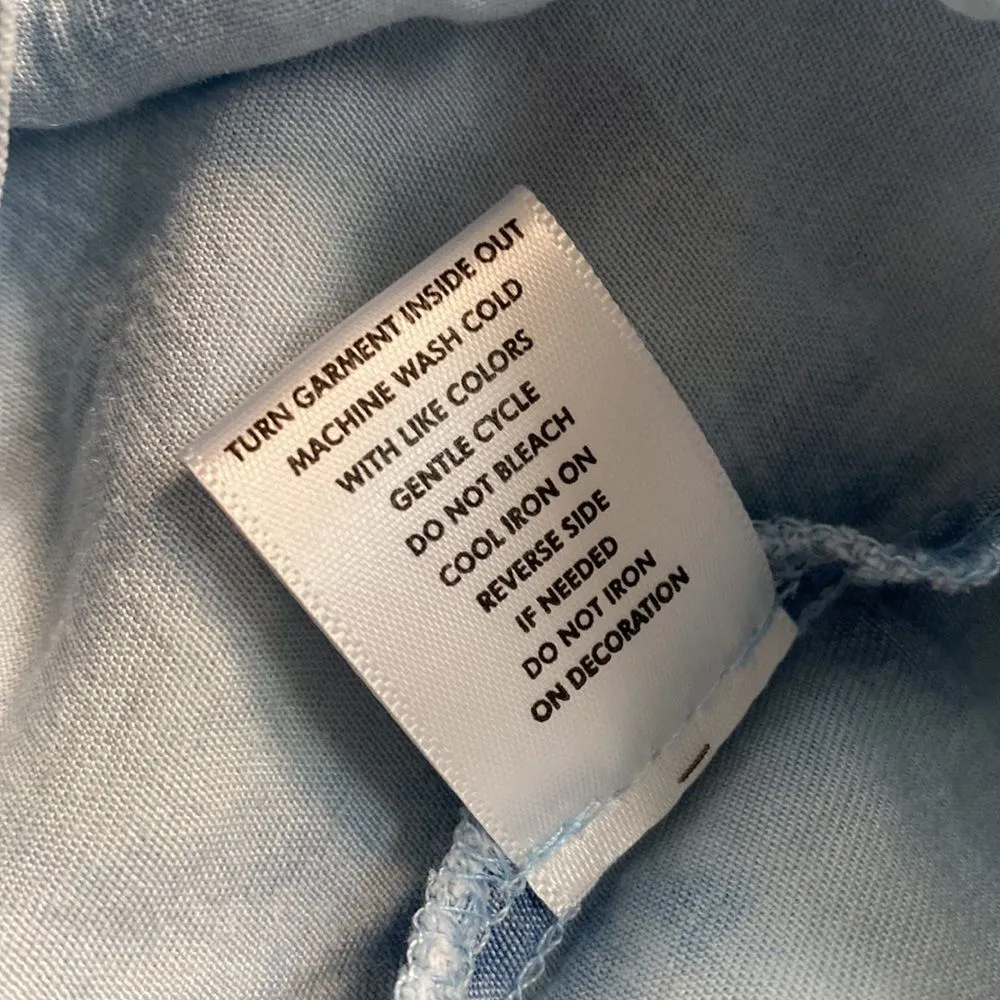 TURN GARMENT INSIDE OUT
MACHINE WASH COLD
WITH LIKE COLORS
GENTLE CYCLE
DO NOT BLEACH
COOL IRON ON
REVERSE SIDE
IF NEEDED
DO NOT IRON
ON DECORATION